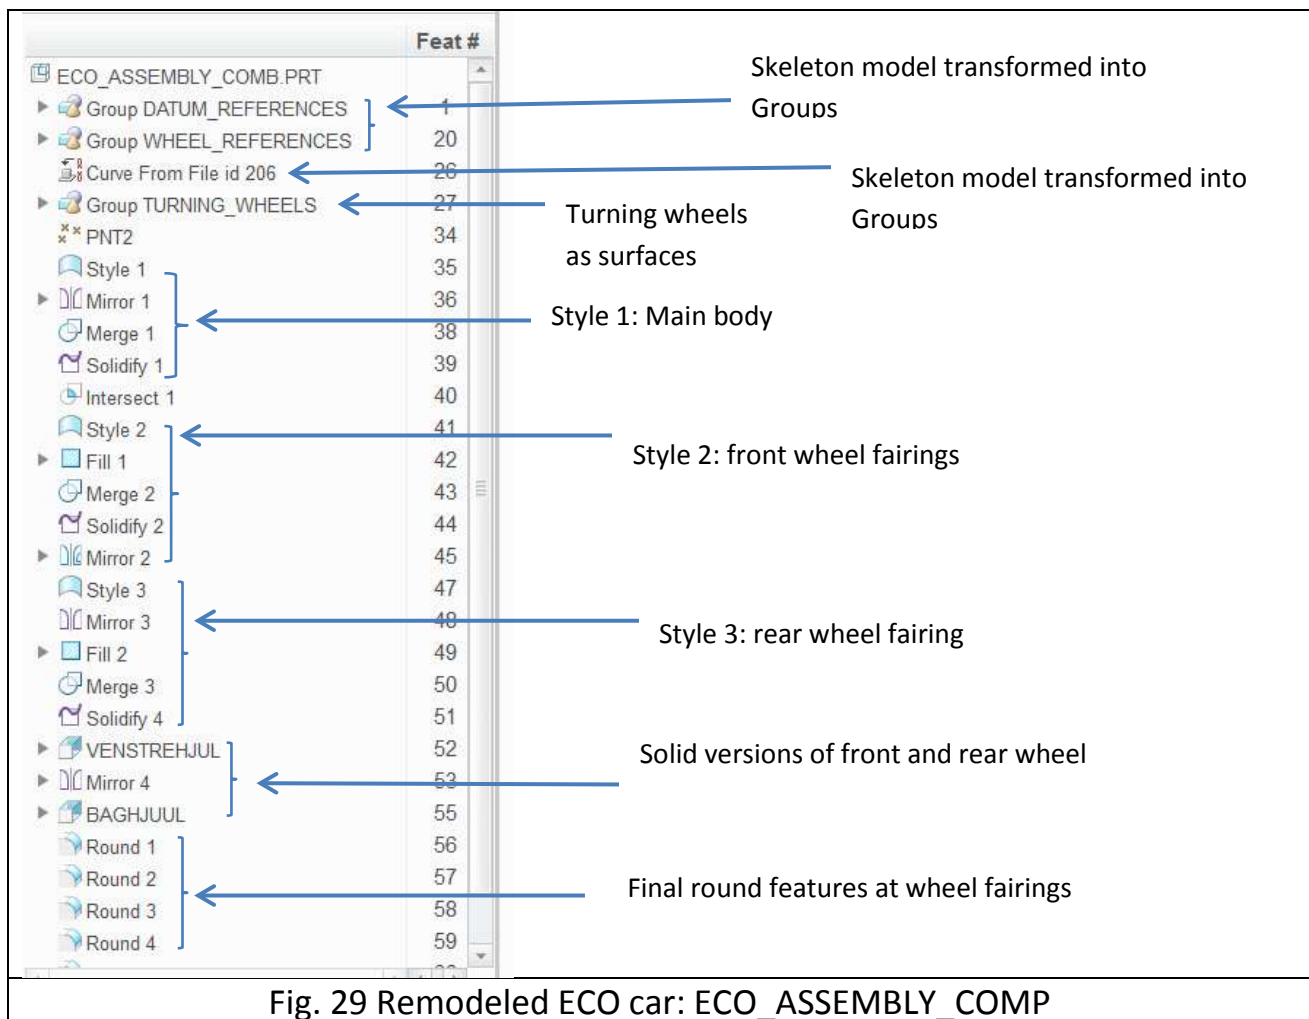 Feat #
ECO_ASSEMBLY_COMB.PRT
Group DATUM_REFERENCES 1
Group WHEEL_REFERENCES 20
Curve From File id 206 26
Group TURNING_WHEELS 27
PNT2 34
Style 1 35
Mirror 1 36
Merge 1 38
Solidify 1 39
Intersect 1 40
Style 2 41
Fill 1 42
Merge 2 43
Solidify 2 44
Mirror 2 45
Style 3 47
Mirror 3 48
Fill 2 49
Merge 3 50
Solidify 4 51
VENSTREHJUL 52
Mirror 4 53
BAGHJUUL 55
Round 1 56
Round 2 57
Round 3 58
Round 4 59
Skeleton model transformed into
Groups
Skeleton model transformed into
Groups
Turning wheels
as surfaces
Style 1: Main body
Style 2: front wheel fairings
Style 3: rear wheel fairing
Solid versions of front and rear wheel
Final round features at wheel fairings
Fig. 29 Remodeled ECO car: ECO_ASSEMBLY_COMP